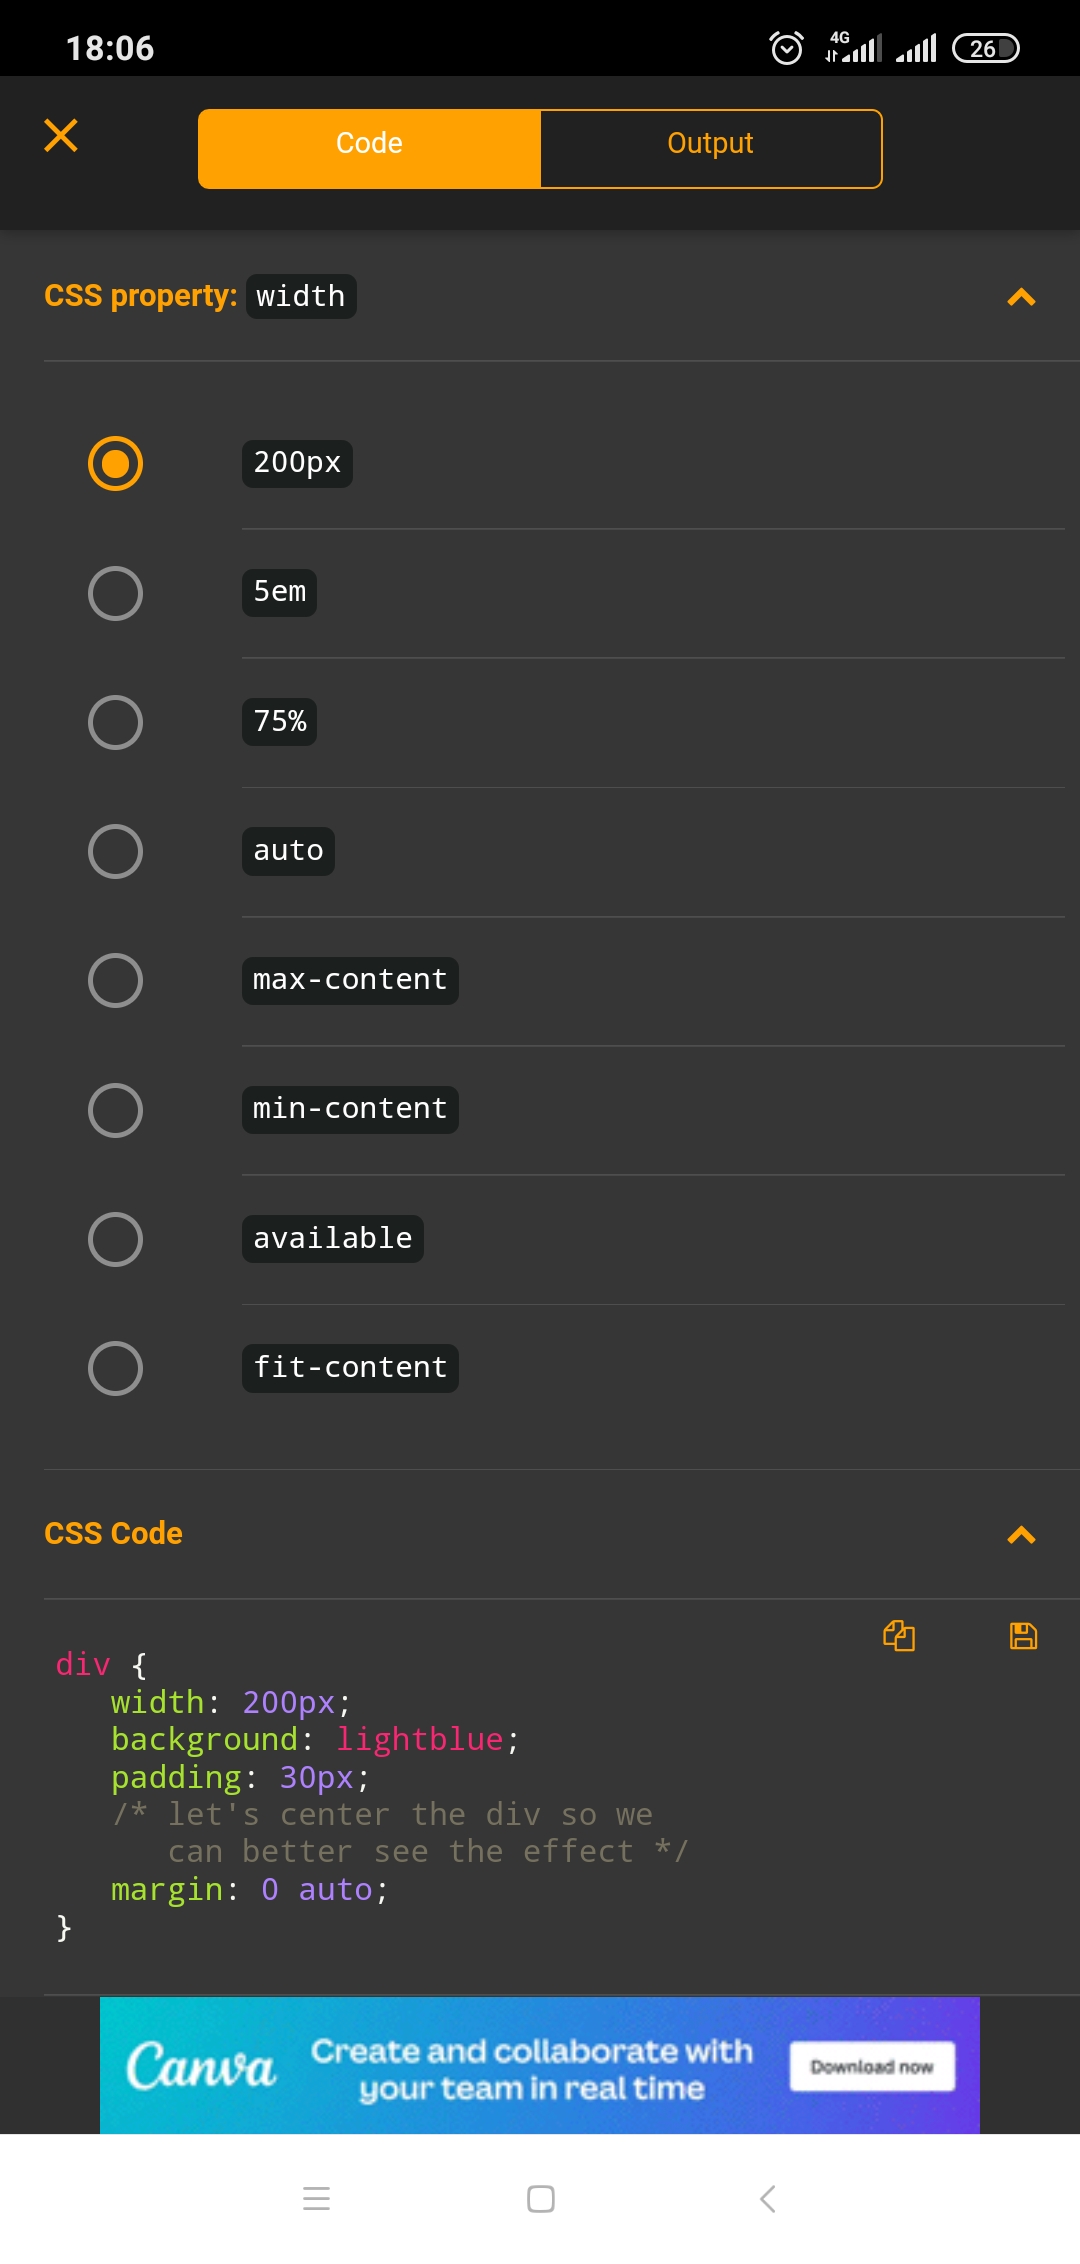 18:06
4G
26
Code
Output
CSS property: width
200px
5em
75%
auto
max-content
min-content
available
fit-content
CSS Code
div {
   width: 200px;
   background: lightblue;
   padding: 30px;
   /* let's center the div so we
      can better see the effect */
   margin: 0 auto;
}
Canva
Create and collaborate with
your team in real time
Download now